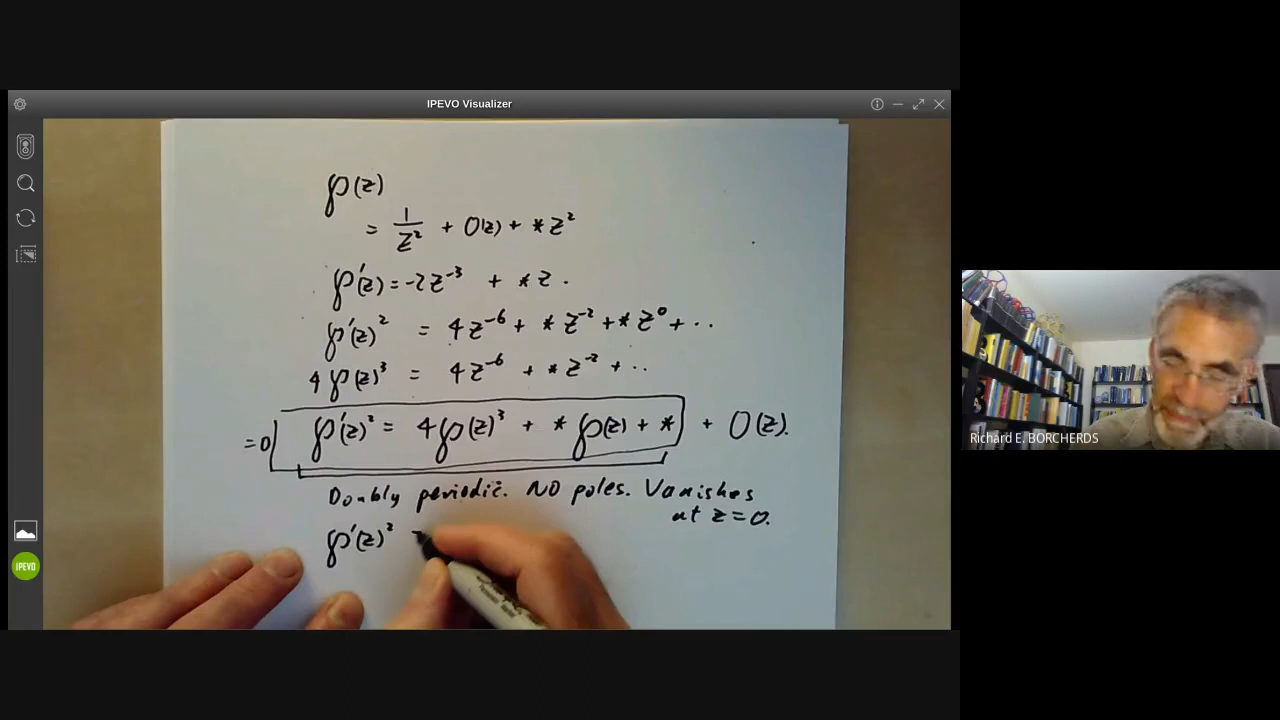 IPEVO Visualizer
℘(z)
= 1/z² + O(z) + * z²
℘'(z) = -2z⁻³ + * z .
℘'(z)² = 4z⁻⁶ + * z⁻² + * z⁰ + ..
4℘(z)³ = 4z⁻⁶ + * z⁻² + ..
=0 ℘'(z)² = 4℘(z)³ + * ℘(z) + * + O(z).
Doubly periodic. NO poles. Vanishes
at z=0.
℘'(z)²
Richard E. BORCHERDS
IPEVO